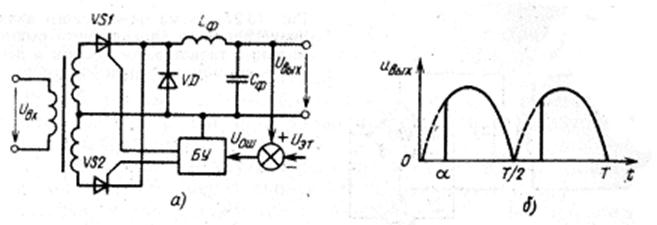 VS1
Lф
VD
Cф
Uвых
Uвх
VS2
БУ
Uош
+ Uэт
−
а)
uвых
0
α
T/2
T
t
б)